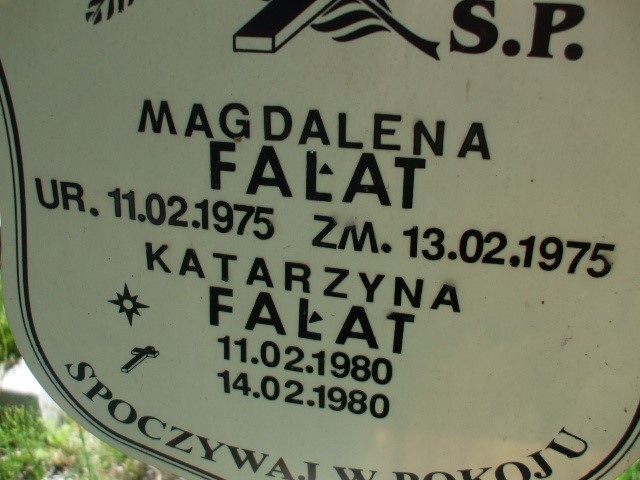 S.P.
MAGDALENA
FAŁAT
UR. 11.02.1975 ZM. 13.02.1975
KATARZYNA
FAŁAT
11.02.1980
14.02.1980
SPOCZYWAJ W POKOJU